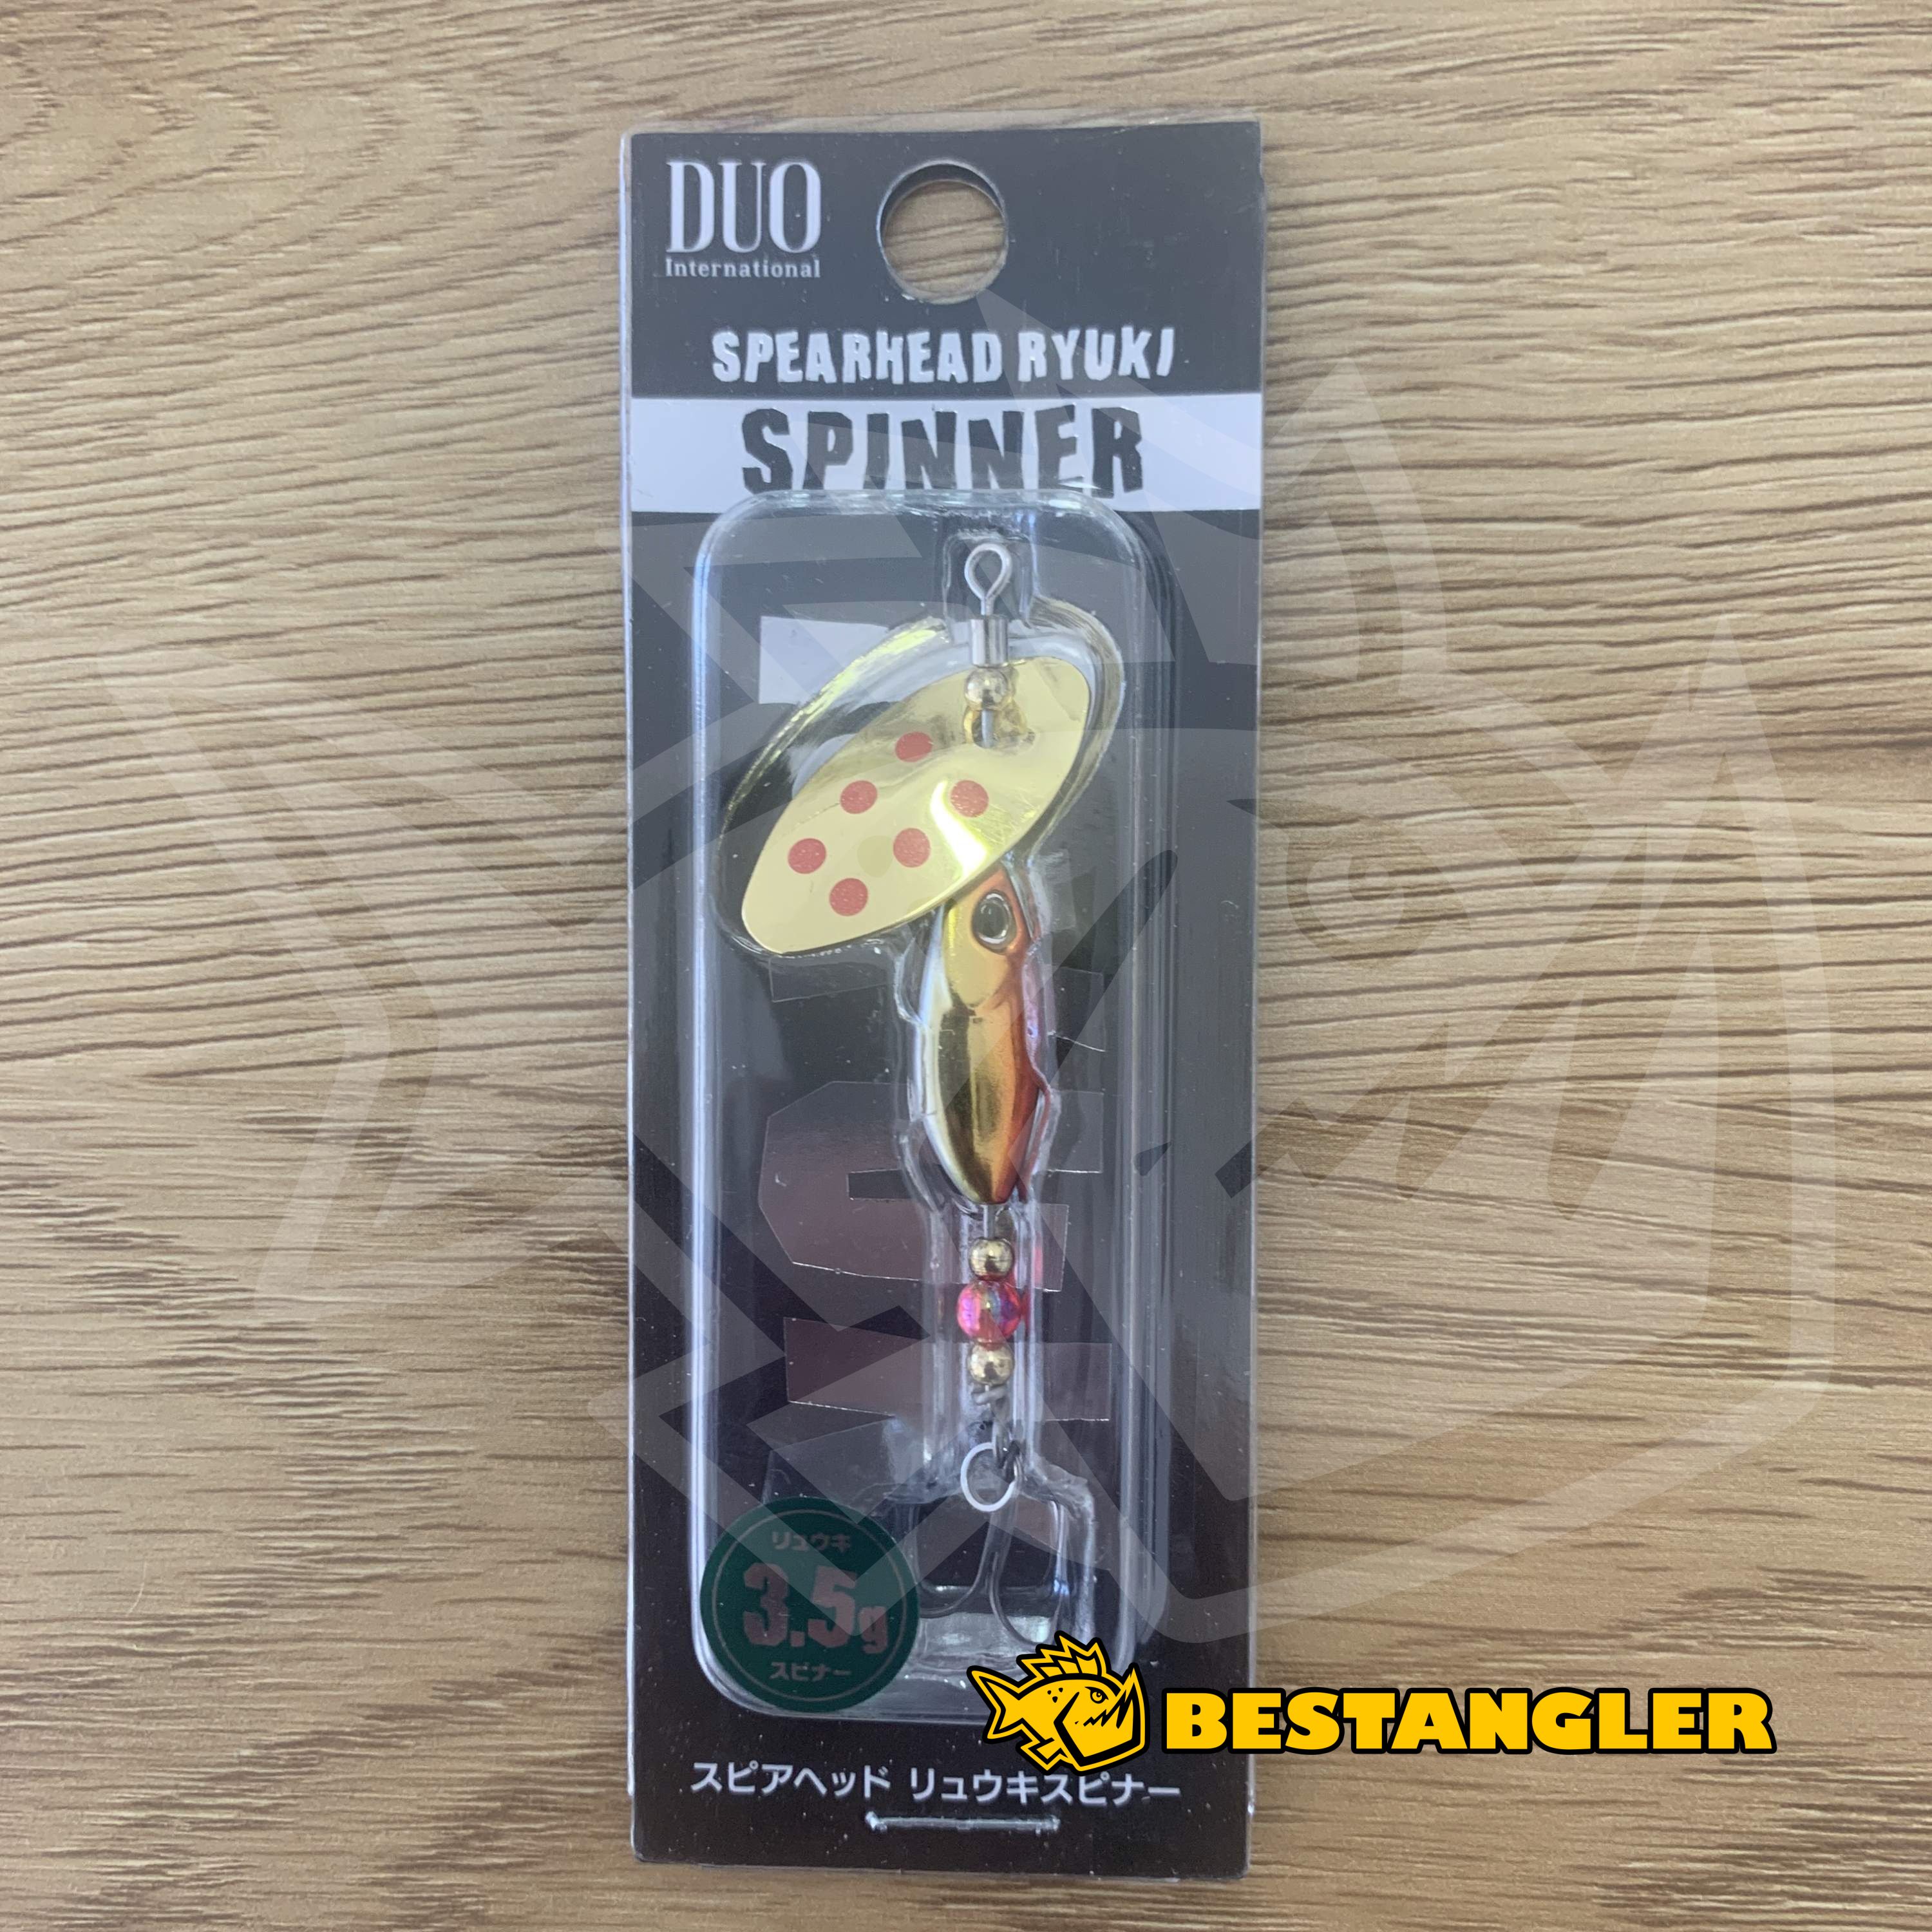 DUO
International
SPEARHEAD RYUKI
SPINNER
リュウキ
3.5g
スピナー
BESTANGLER
スピアヘッド リュウキスピナー